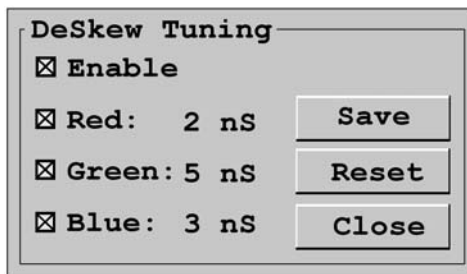 DeSkew Tuning
Enable
Red: 2 nS
Save
Green: 5 nS
Reset
Blue: 3 nS
Close